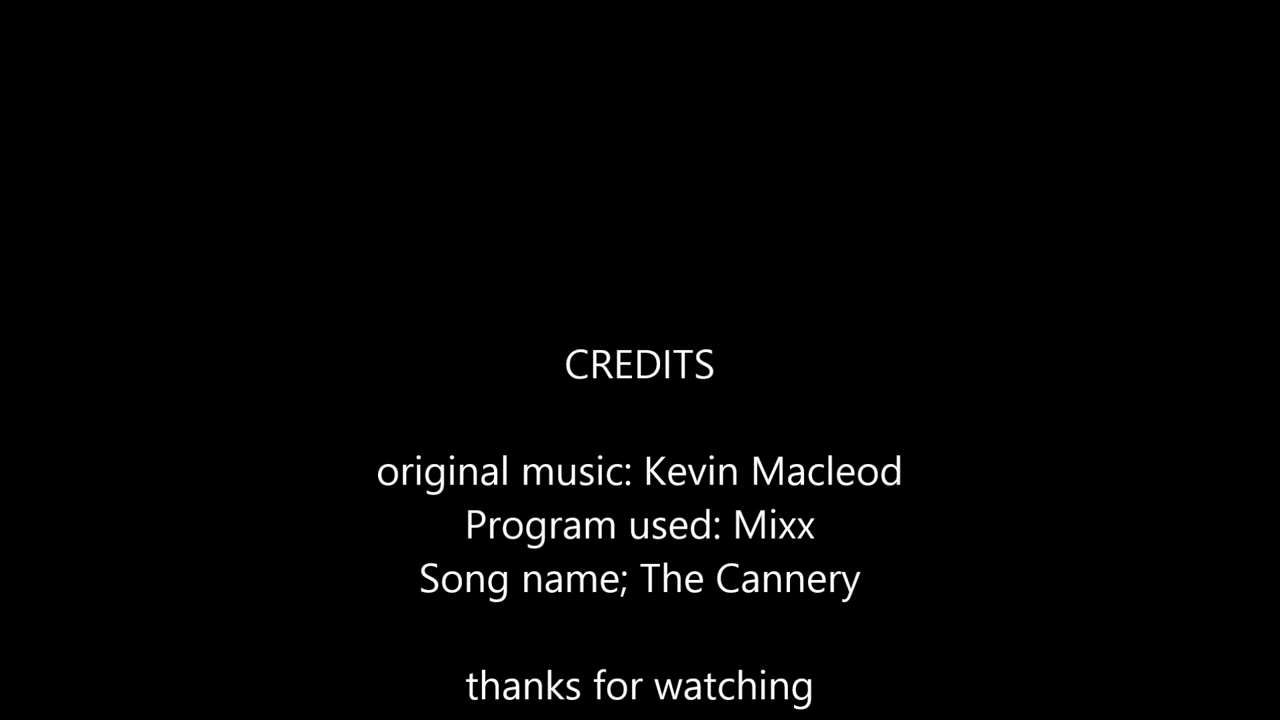 CREDITS
original music: Kevin Macleod
Program used: Mixx
Song name; The Cannery
thanks for watching